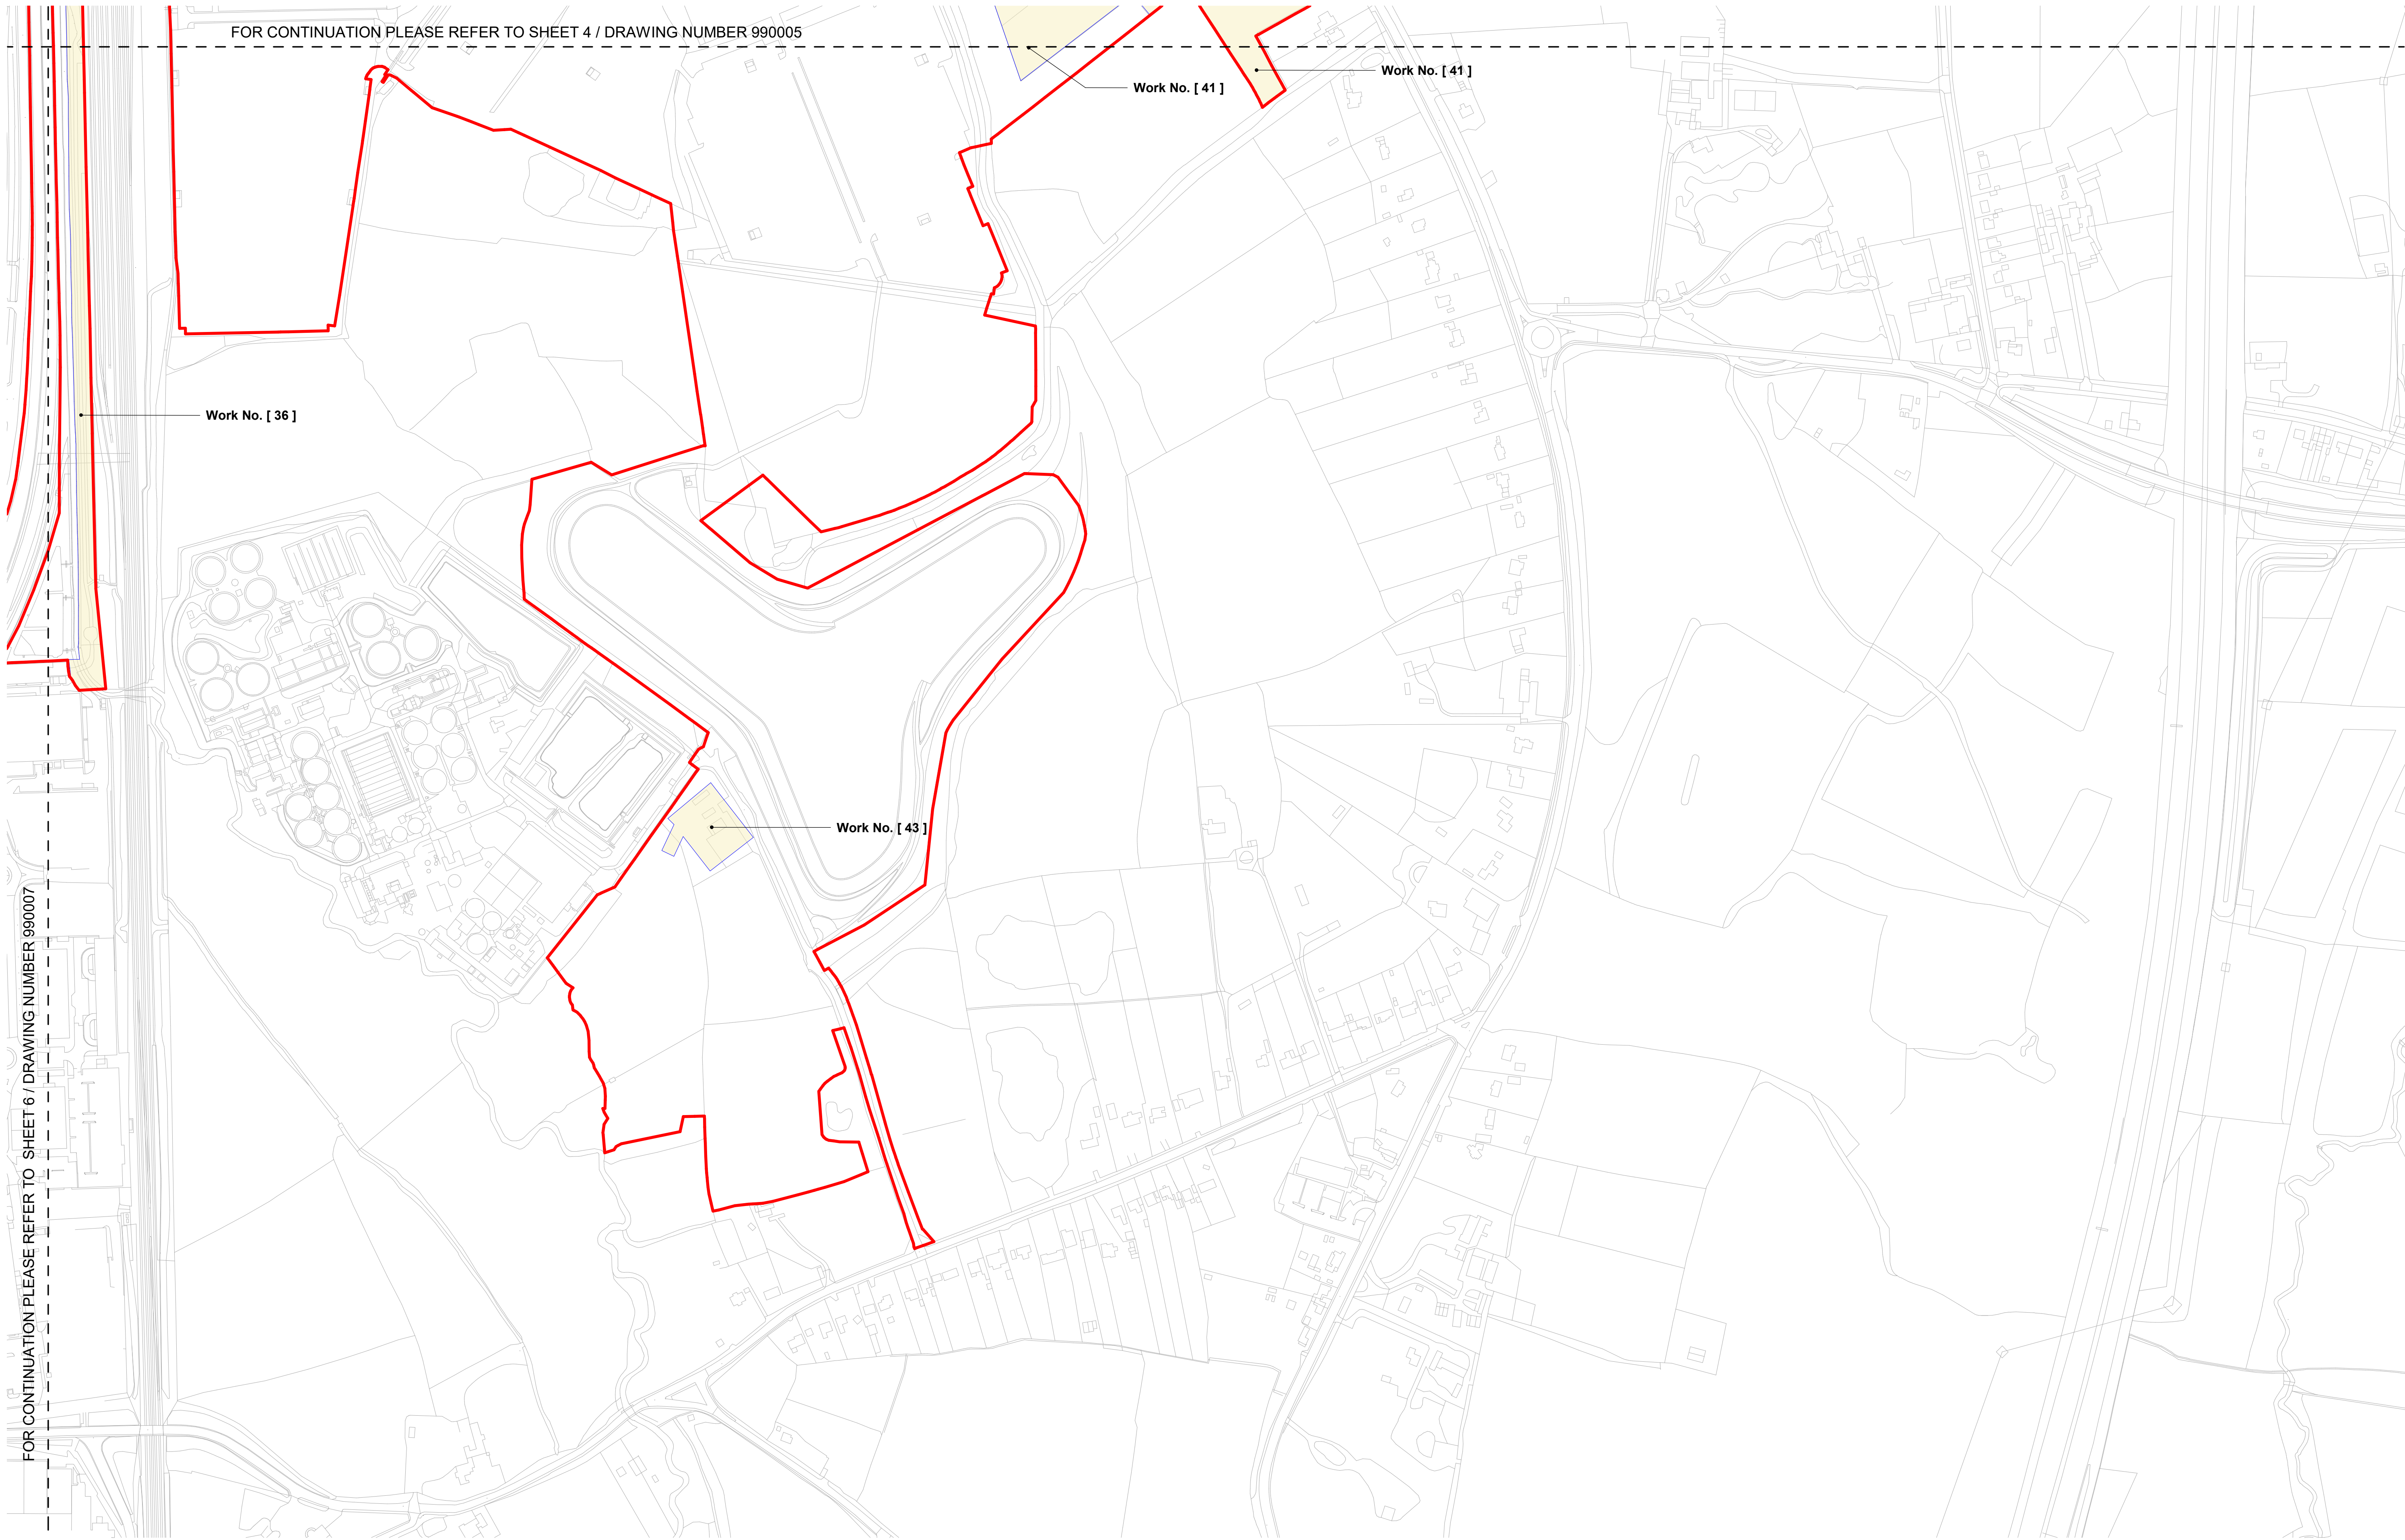 FOR CONTINUATION PLEASE REFER TO SHEET 4 / DRAWING NUMBER 990005
Work No. [ 41 ]
Work No. [ 41 ]
Work No. [ 36 ]
Work No. [ 43 ]
FOR CONTINUATION PLEASE REFER TO SHEET 6 / DRAWING NUMBER 990007